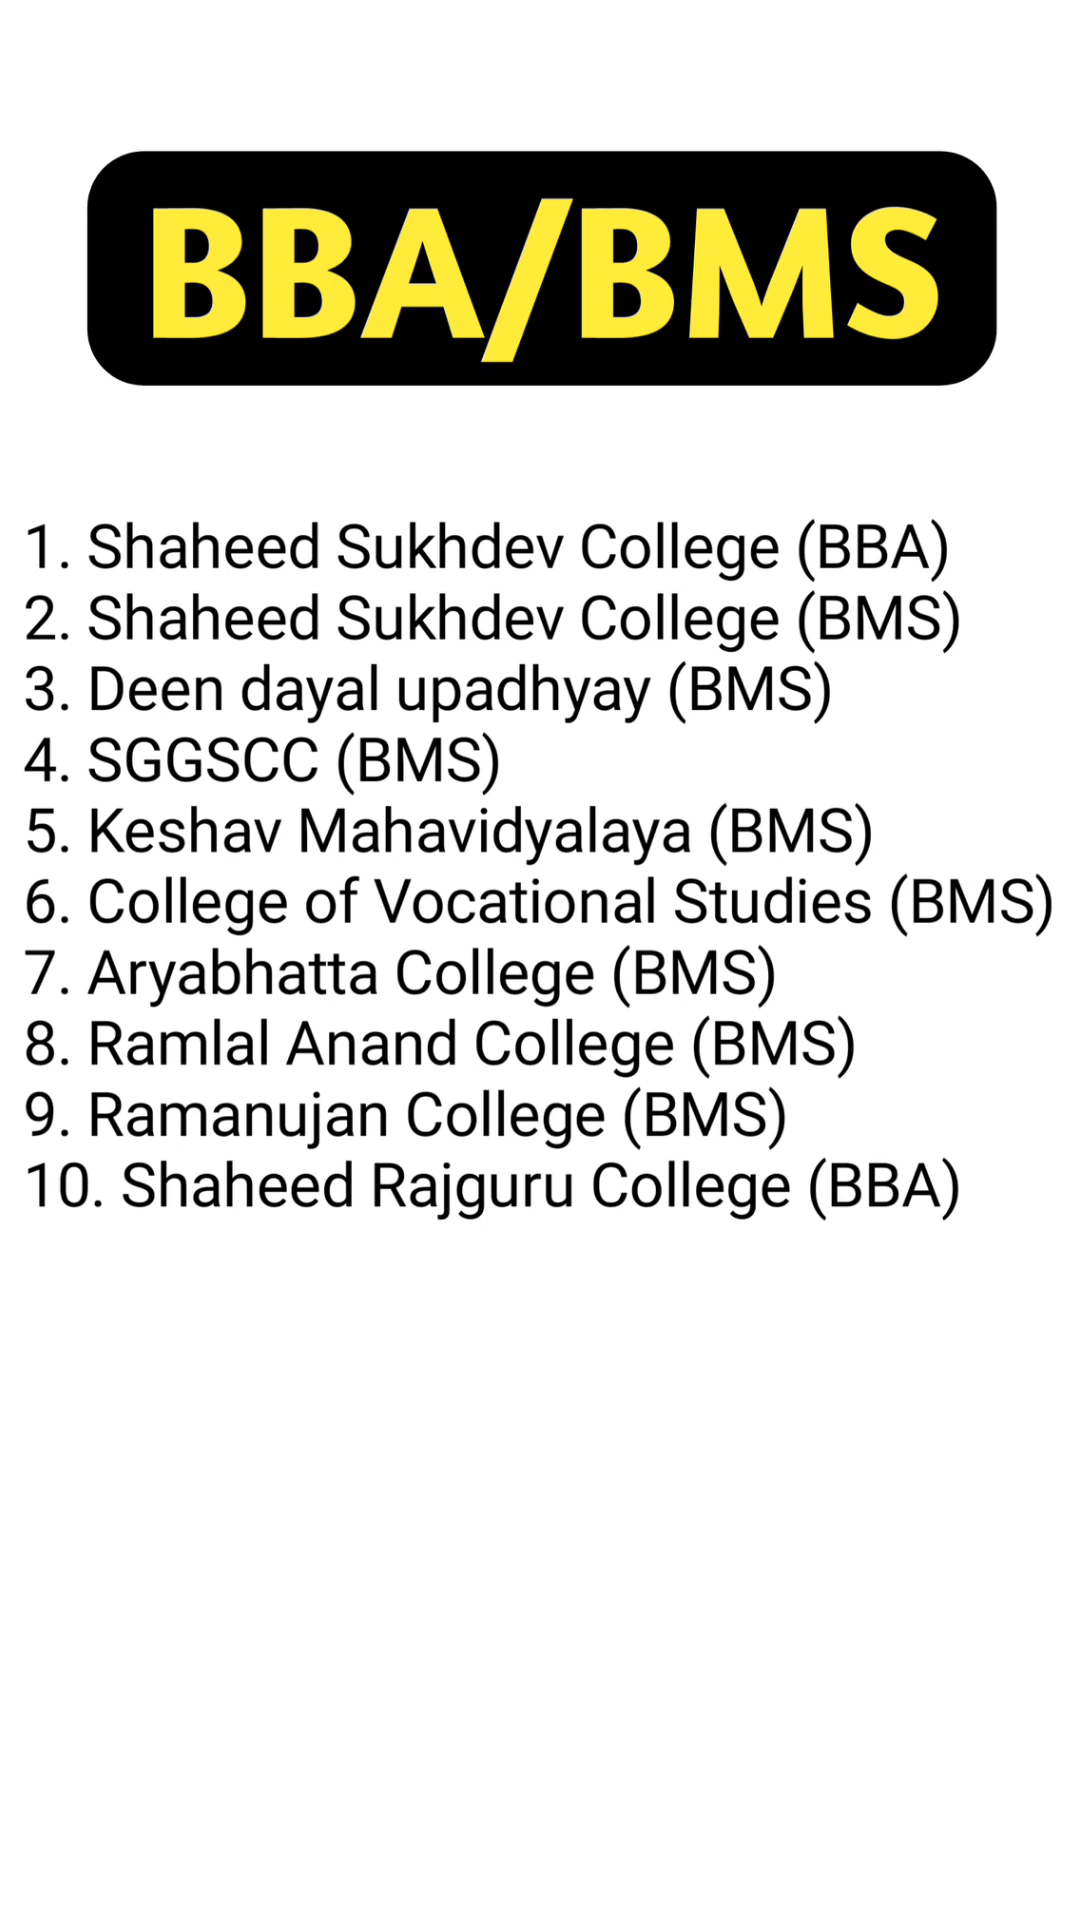 BBA/BMS
1. Shaheed Sukhdev College (BBA)
2. Shaheed Sukhdev College (BMS)
3. Deen dayal upadhyay (BMS)
4. SGGSCC (BMS)
5. Keshav Mahavidyalaya (BMS)
6. College of Vocational Studies (BMS)
7. Aryabhatta College (BMS)
8. Ramlal Anand College (BMS)
9. Ramanujan College (BMS)
10. Shaheed Rajguru College (BBA)